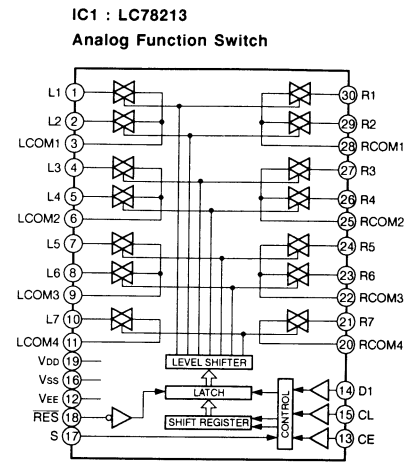 IC1 : LC78213
Analog Function Switch
L1 1
L2 2
LCOM1 3
L3 4
L4 5
LCOM2 6
L5 7
L6 8
LCOM3 9
L7 10
LCOM4 11
VDD 19
VSS 16
VEE 12
RES 18
S 17
30 R1
29 R2
28 RCOM1
27 R3
26 R4
25 RCOM2
24 R5
23 R6
22 RCOM3
21 R7
20 RCOM4
14 D1
15 CL
13 CE
LEVEL SHIFTER
LATCH
SHIFT REGISTER
CONTROL